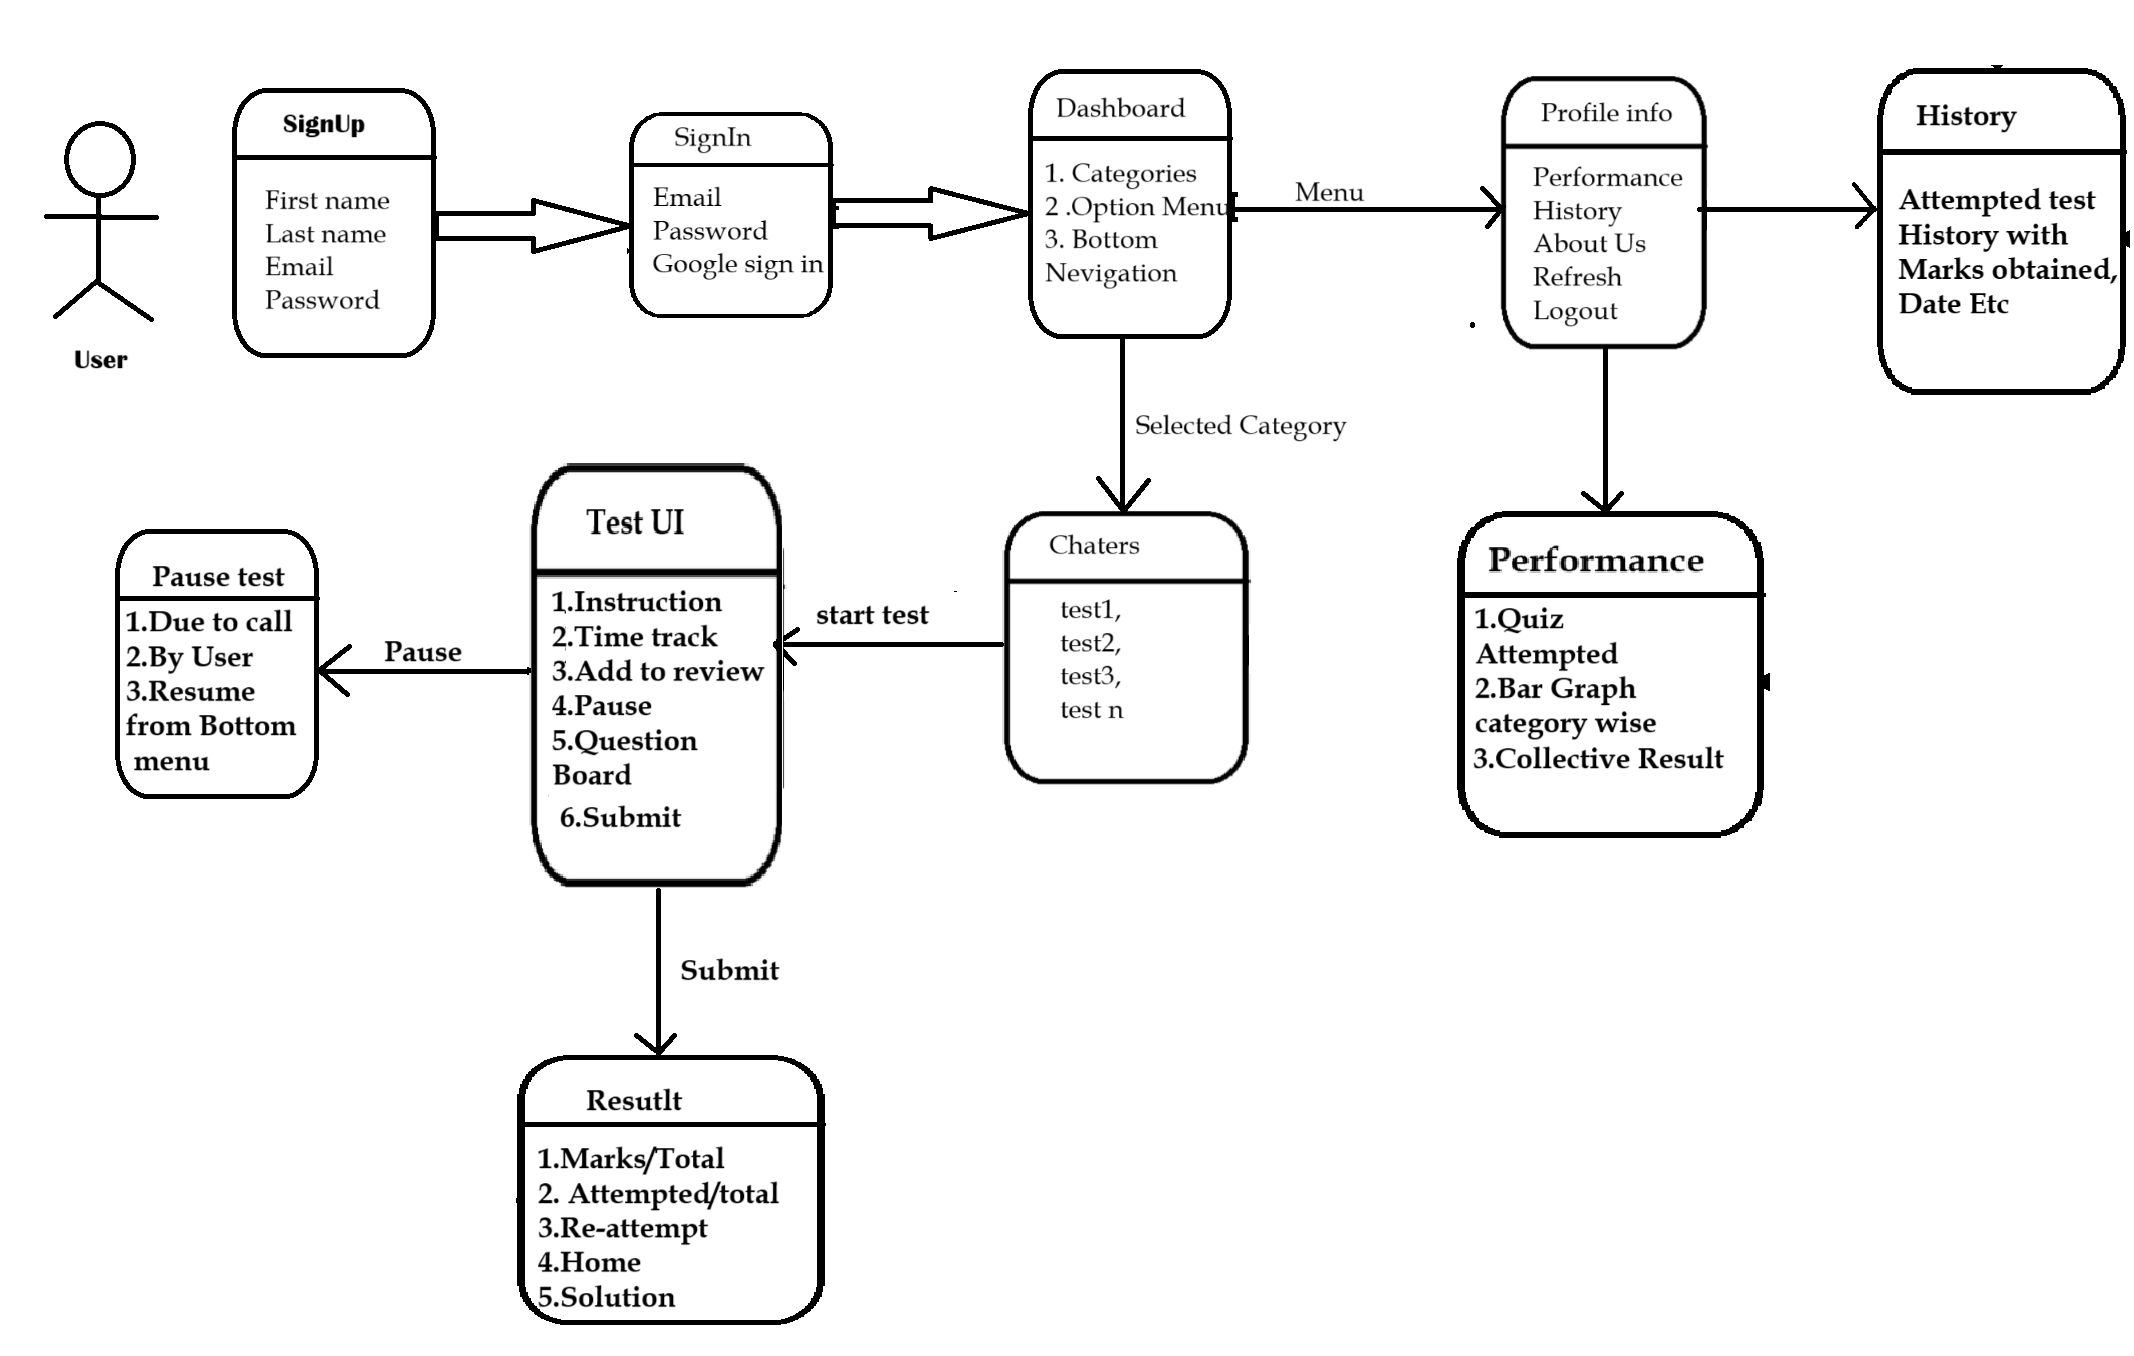 User
SignUp
First name
Last name
Email
Password
SignIn
Email
Password
Google sign in
Dashboard
1. Categories
2 .Option Menu
3. Bottom
Nevigation
Menu
Profile info
Performance
History
About Us
Refresh
Logout
History
Attempted test
History with
Marks obtained,
Date Etc
Selected Category
Pause test
1.Due to call
2.By User
3.Resume
from Bottom
menu
Pause
Test UI
1.Instruction
2.Time track
3.Add to review
4.Pause
5.Question
Board
6.Submit
start test
Chaters
test1,
test2,
test3,
test n
Performance
1.Quiz
Attempted
2.Bar Graph
category wise
3.Collective Result
Submit
Resutlt
1.Marks/Total
2. Attempted/total
3.Re-attempt
4.Home
5.Solution